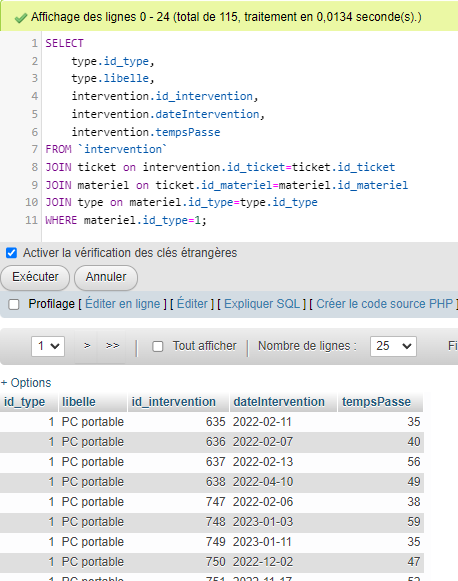 Affichage des lignes 0 - 24 (total de 115, traitement en 0,0134 seconde(s).)
1 SELECT
2 type.id_type,
3 type.libelle,
4 intervention.id_intervention,
5 intervention.dateIntervention,
6 intervention.tempsPasse
7 FROM `intervention`
8 JOIN ticket on intervention.id_ticket=ticket.id_ticket
9 JOIN materiel on ticket.id_materiel=materiel.id_materiel
10 JOIN type on materiel.id_type=type.id_type
11 WHERE materiel.id_type=1;
Activer la vérification des clés étrangères
Exécuter Annuler
Profilage [ Éditer en ligne ] [ Éditer ] [ Expliquer SQL ] [ Créer le code source PHP ]
1 > >> Tout afficher Nombre de lignes : 25 Fi
+ Options
id_type libelle id_intervention dateIntervention tempsPasse
1 PC portable 635 2022-02-11 35
1 PC portable 636 2022-02-07 40
1 PC portable 637 2022-02-13 56
1 PC portable 638 2022-04-10 49
1 PC portable 747 2022-02-06 38
1 PC portable 748 2023-01-03 59
1 PC portable 749 2023-01-11 35
1 PC portable 750 2022-12-02 47
1 PC portable 751 2022-11-17